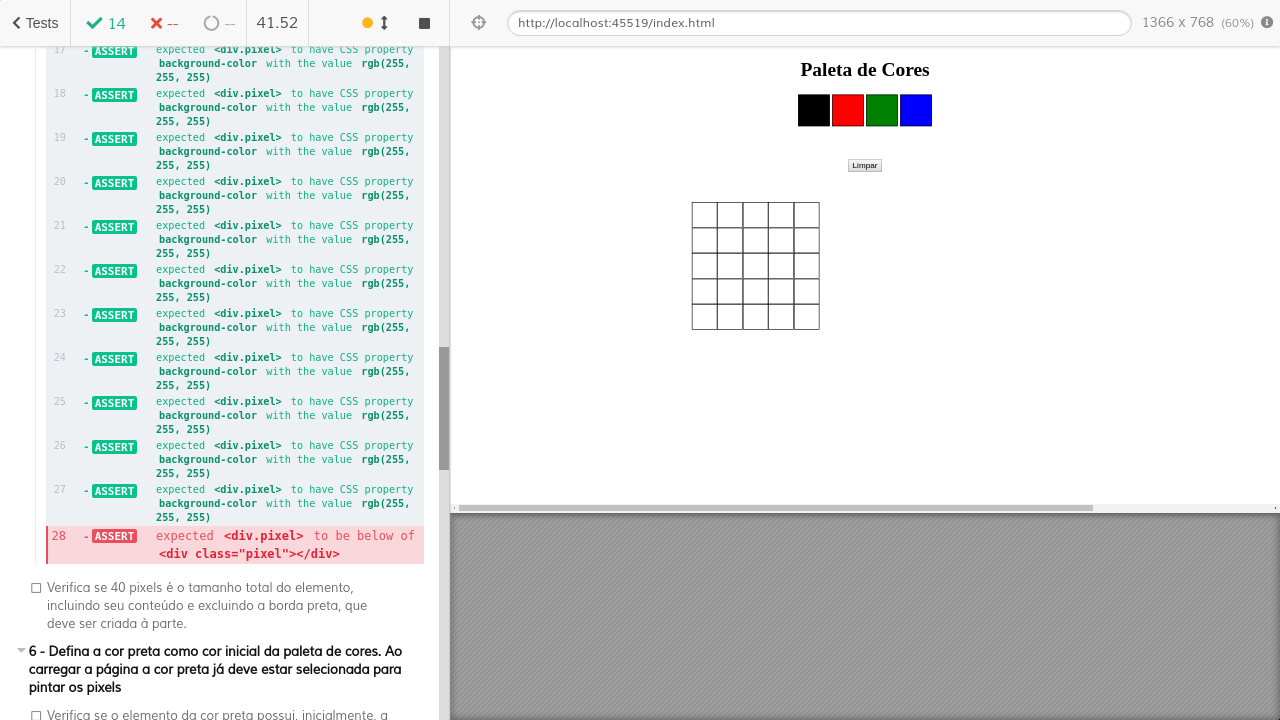 Tests
14
--
--
41.52
http://localhost:45519/index.html
1366 x 768 (60%)
17 - ASSERT expected <div.pixel> to have CSS property
background-color with the value rgb(255,
255, 255)
18 - ASSERT expected <div.pixel> to have CSS property
background-color with the value rgb(255,
255, 255)
19 - ASSERT expected <div.pixel> to have CSS property
background-color with the value rgb(255,
255, 255)
20 - ASSERT expected <div.pixel> to have CSS property
background-color with the value rgb(255,
255, 255)
21 - ASSERT expected <div.pixel> to have CSS property
background-color with the value rgb(255,
255, 255)
22 - ASSERT expected <div.pixel> to have CSS property
background-color with the value rgb(255,
255, 255)
23 - ASSERT expected <div.pixel> to have CSS property
background-color with the value rgb(255,
255, 255)
24 - ASSERT expected <div.pixel> to have CSS property
background-color with the value rgb(255,
255, 255)
25 - ASSERT expected <div.pixel> to have CSS property
background-color with the value rgb(255,
255, 255)
26 - ASSERT expected <div.pixel> to have CSS property
background-color with the value rgb(255,
255, 255)
27 - ASSERT expected <div.pixel> to have CSS property
background-color with the value rgb(255,
255, 255)
28 - ASSERT expected <div.pixel> to be below of
<div class="pixel"></div>
Verifica se 40 pixels é o tamanho total do elemento,
incluindo seu conteúdo e excluindo a borda preta, que
deve ser criada à parte.
6 - Defina a cor preta como cor inicial da paleta de cores. Ao
carregar a página a cor preta já deve estar selecionada para
pintar os pixels
Verifica se o elemento da cor preta possui, inicialmente, a
Paleta de Cores
Limpar